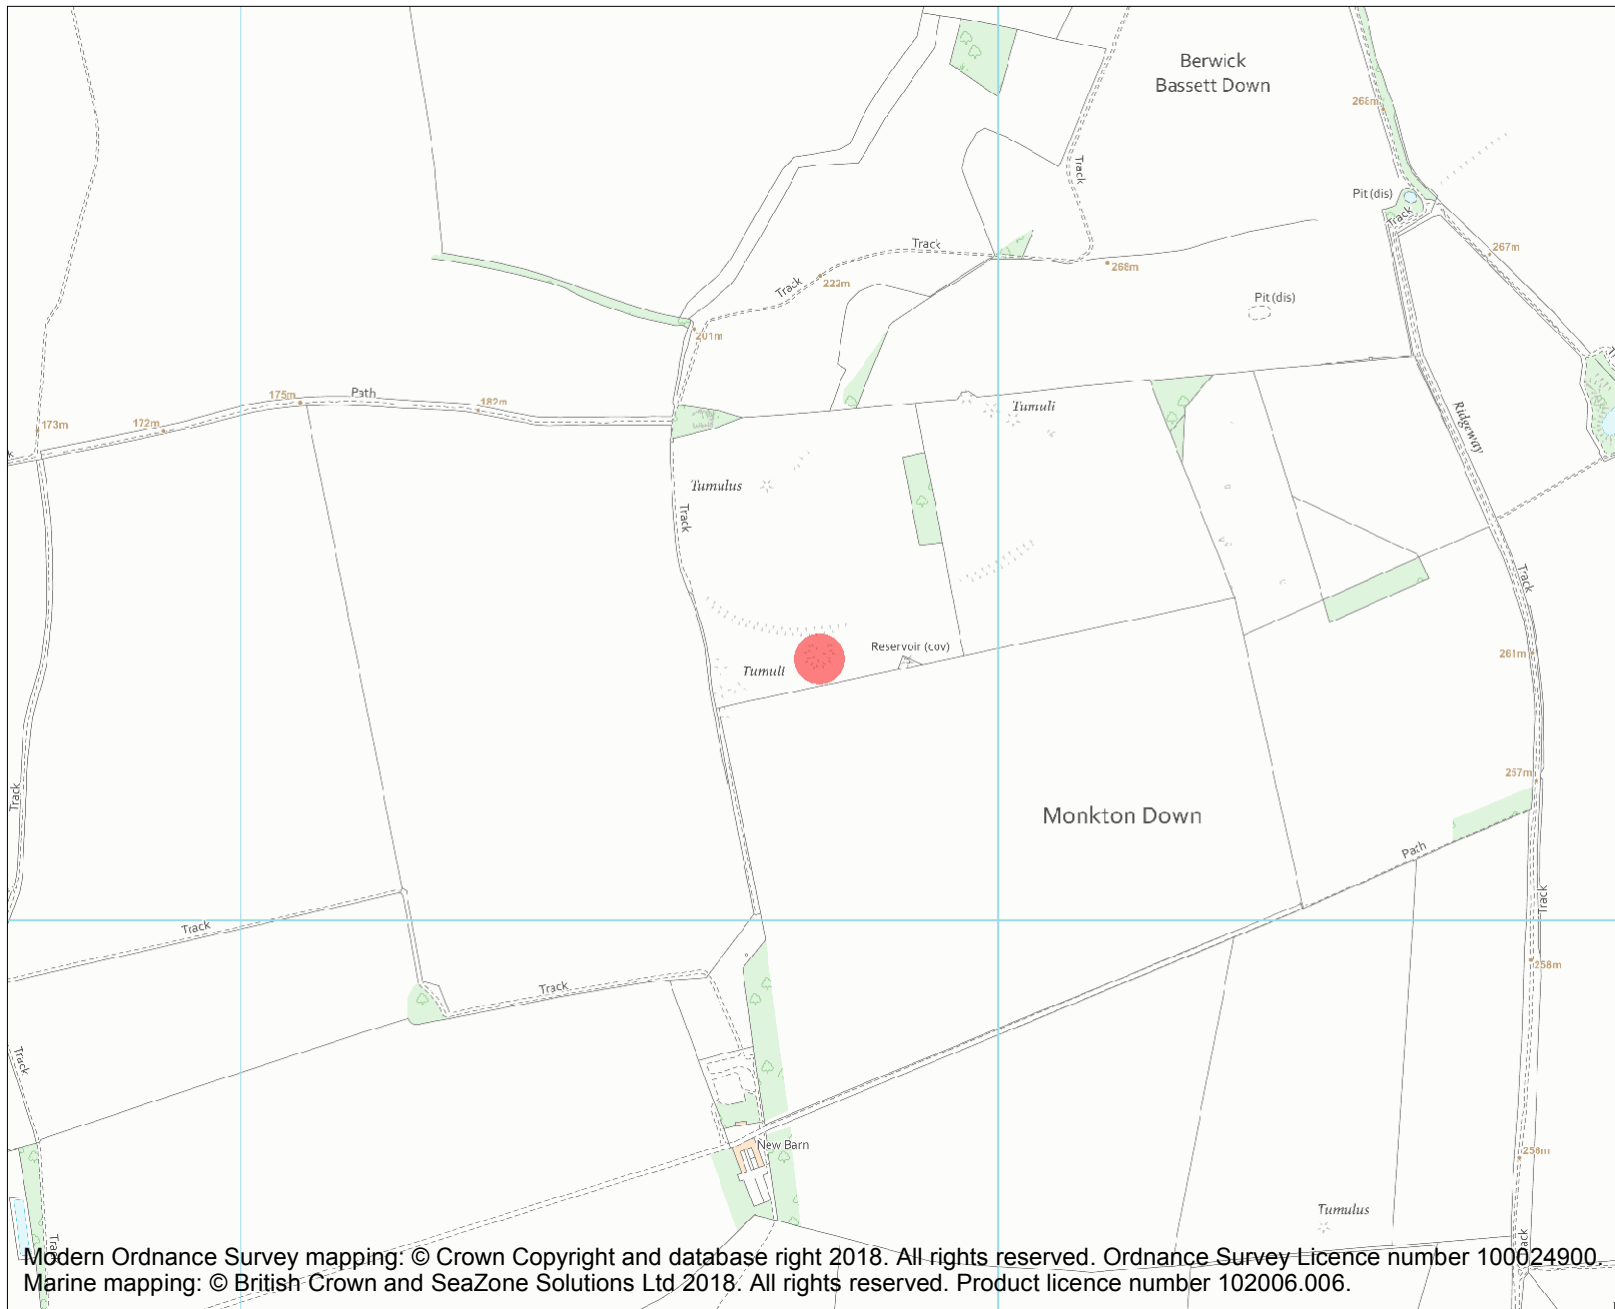 Berwick
Bassett Down
268m
Track
Pit (dis)
Track
Track
267m
268m
222m
Track
Pit (dis)
201m
Path
175m
182m
Tumuli
Ridgeway
173m
172m
Tumulus
Track
Track
Reservoir (cov)
261m
Tumuli
257m
Track
Monkton Down
Path
Track
Track
Track
258m
Track
New Barn
256m
Tumulus
Track
Track
Modern Ordnance Survey mapping: © Crown Copyright and database right 2018. All rights reserved. Ordnance Survey Licence number 100024900.
Marine mapping: © British Crown and SeaZone Solutions Ltd 2018. All rights reserved. Product licence number 102006.006.